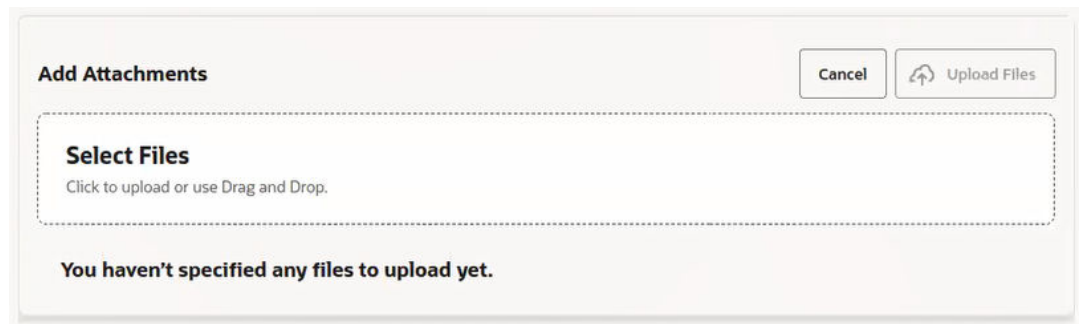 Add Attachments
Cancel
Upload Files
Select Files
Click to upload or use Drag and Drop.
You haven't specified any files to upload yet.